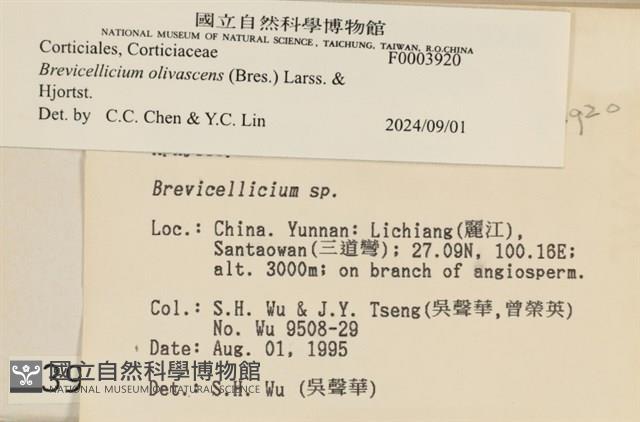 國立自然科學博物館
NATIONAL MUSEUM OF NATURAL SCIENCE, TAICHUNG, TAIWAN, R.O.CHINA
Corticiales, Corticiaceae F0003920
Brevicellicium olivascens (Bres.) Larss. &
Hjortst.
Det. by C.C. Chen & Y.C. Lin 2024/09/01
920
Brevicellicium sp.
Loc.: China. Yunnan: Lichiang(麗江),
Santaowan(三道彎); 27.09N, 100.16E;
alt. 3000m; on branch of angiosperm.
Col.: S.H. Wu & J.Y. Tseng(吳聲華,曾榮英)
No. Wu 9508-29
Date: Aug. 01, 1995
39
國立自然科學博物館
NATIONAL MUSEUM OF NATURAL SCIENCE
Det.: S.H. Wu (吳聲華)